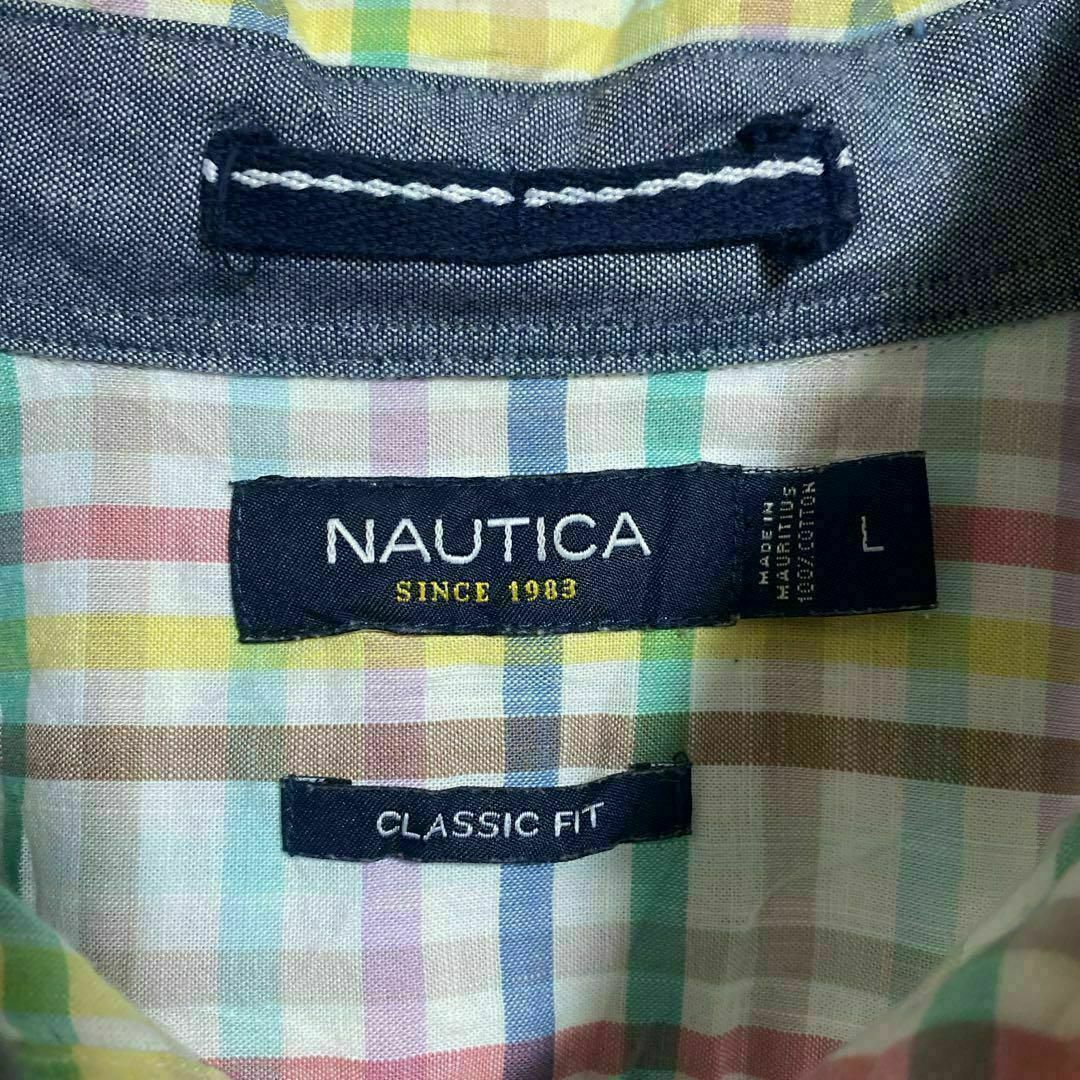 NAUTICA
SINCE 1983
MADE IN
MAURITIUS
100% COTTON
L
CLASSIC FIT